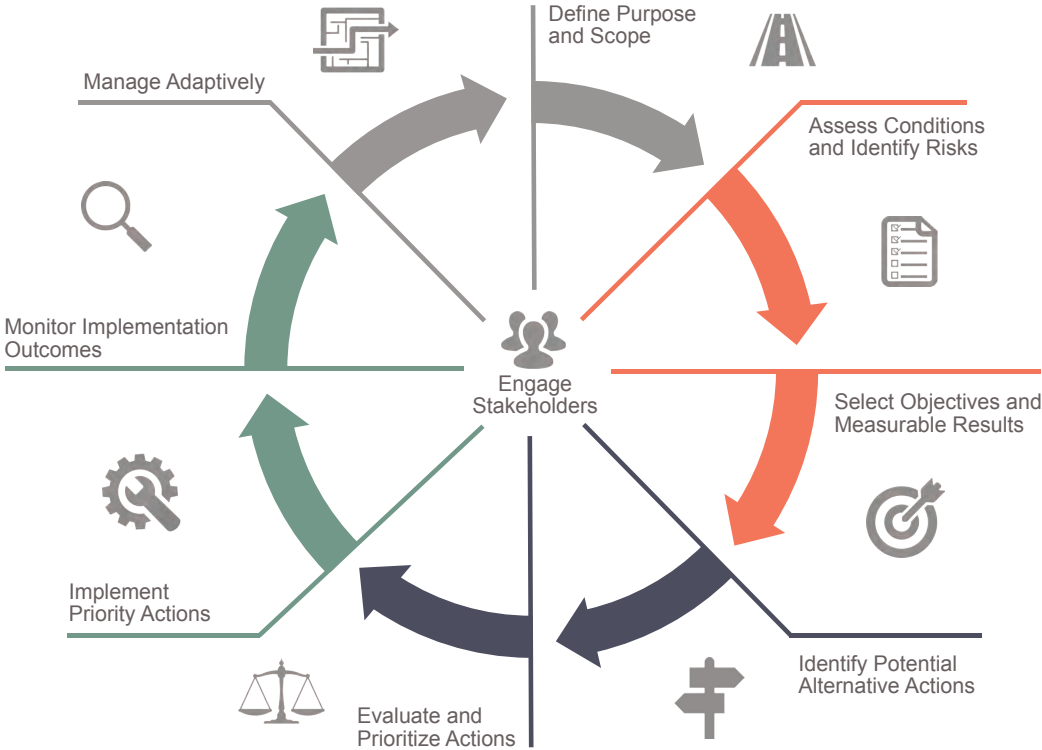 Define Purpose
and Scope
Assess Conditions
and Identify Risks
Select Objectives and
Measurable Results
Identify Potential
Alternative Actions
Evaluate and
Prioritize Actions
Implement
Priority Actions
Monitor Implementation
Outcomes
Manage Adaptively
Engage
Stakeholders